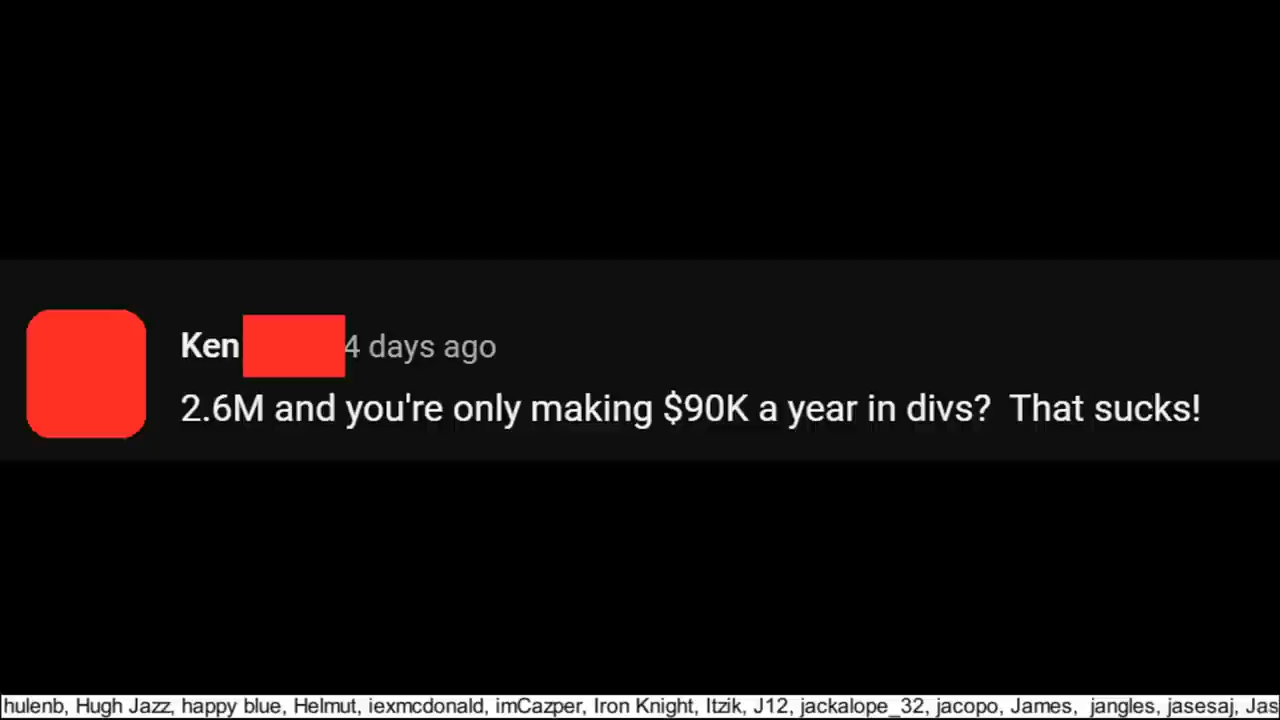 Ken 4 days ago
2.6M and you're only making $90K a year in divs?  That sucks!
hulenb, Hugh Jazz, happy blue, Helmut, iexmcdonald, imCazper, Iron Knight, Itzik, J12, jackalope_32, jacopo, James,  jangles, jasesaj, Jas